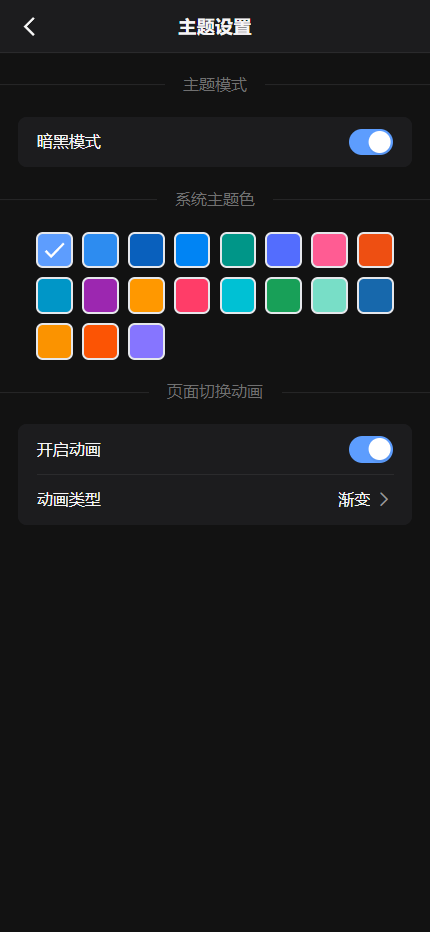 主题设置
主题模式
暗黑模式
系统主题色
页面切换动画
开启动画
动画类型 渐变